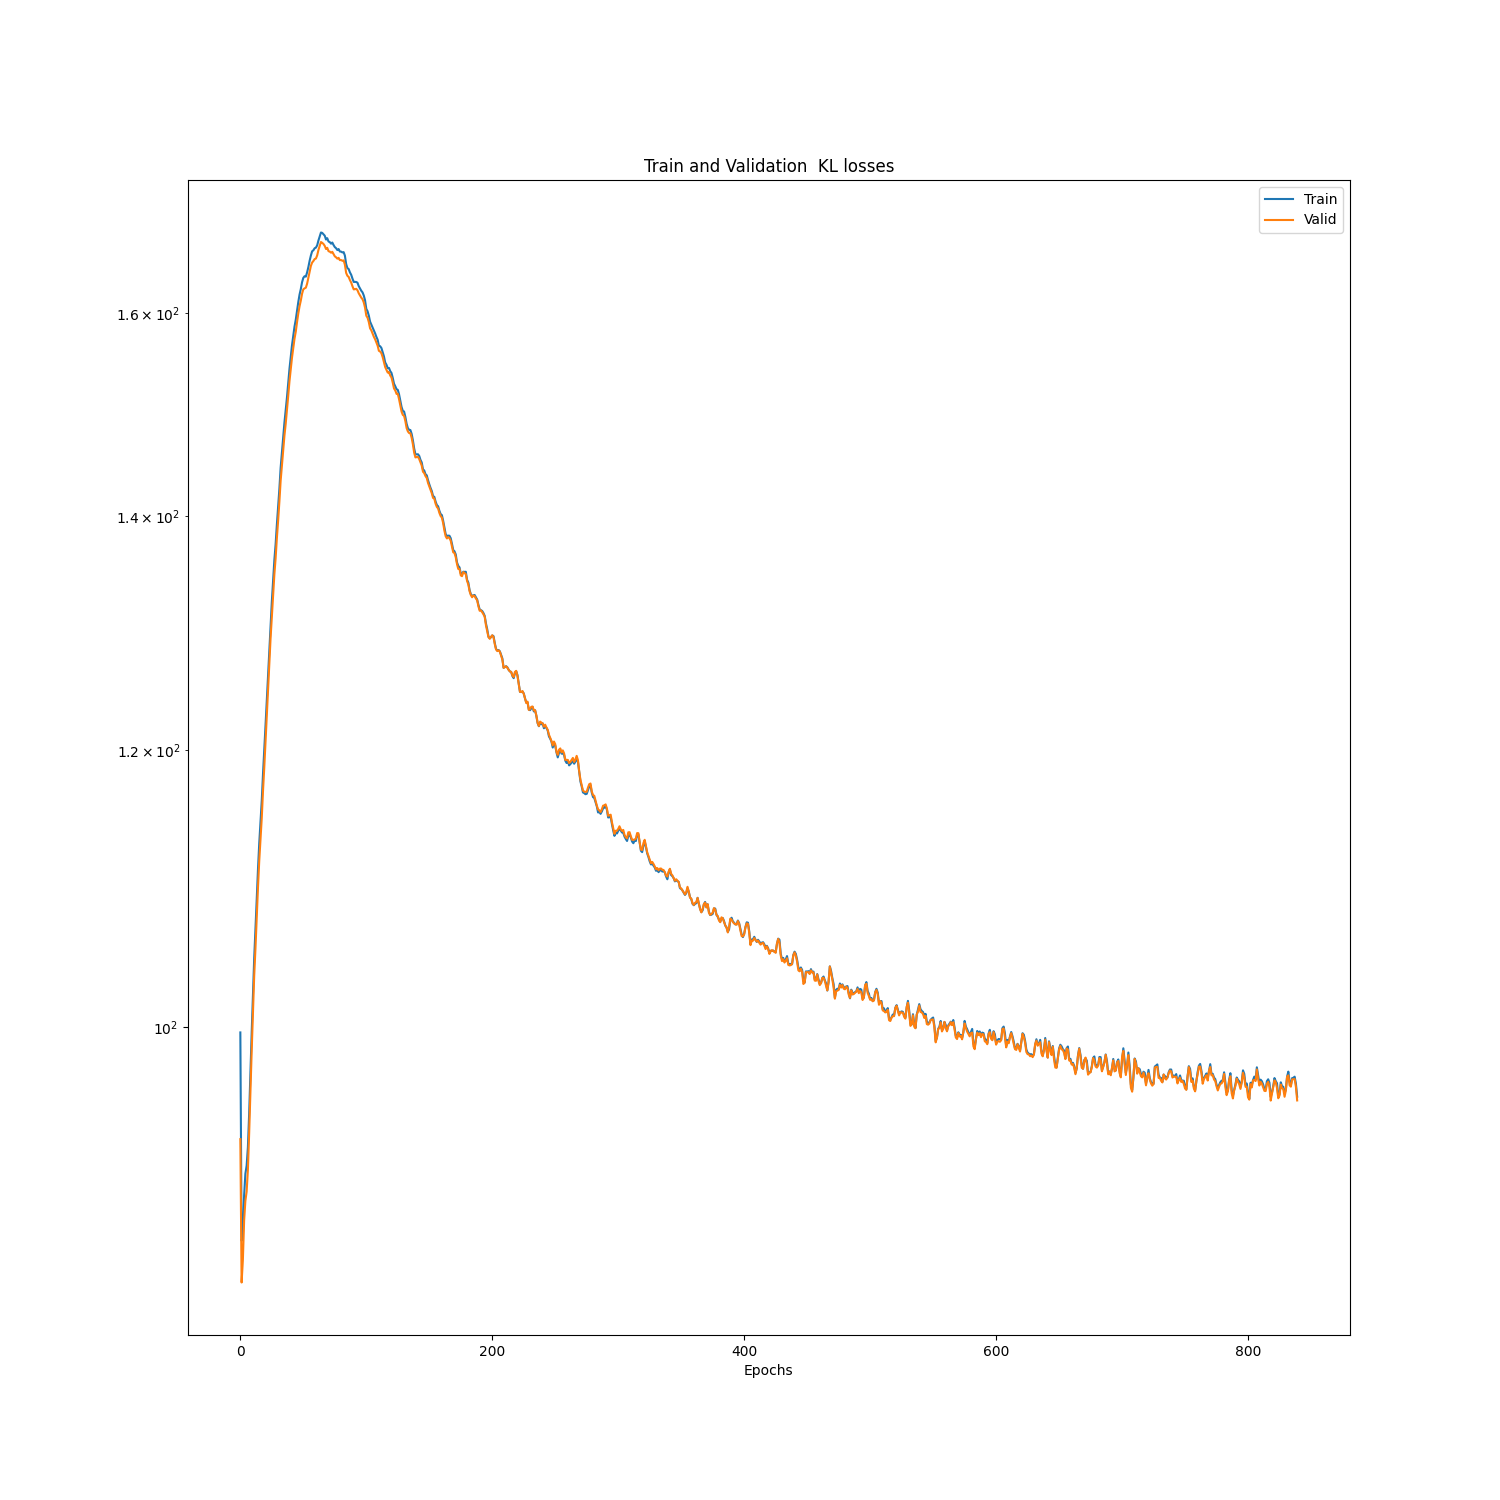 Train and Validation  KL losses
Train
Valid
1.6 × 10²
1.4 × 10²
1.2 × 10²
10²
0 200 400 600 800
Epochs